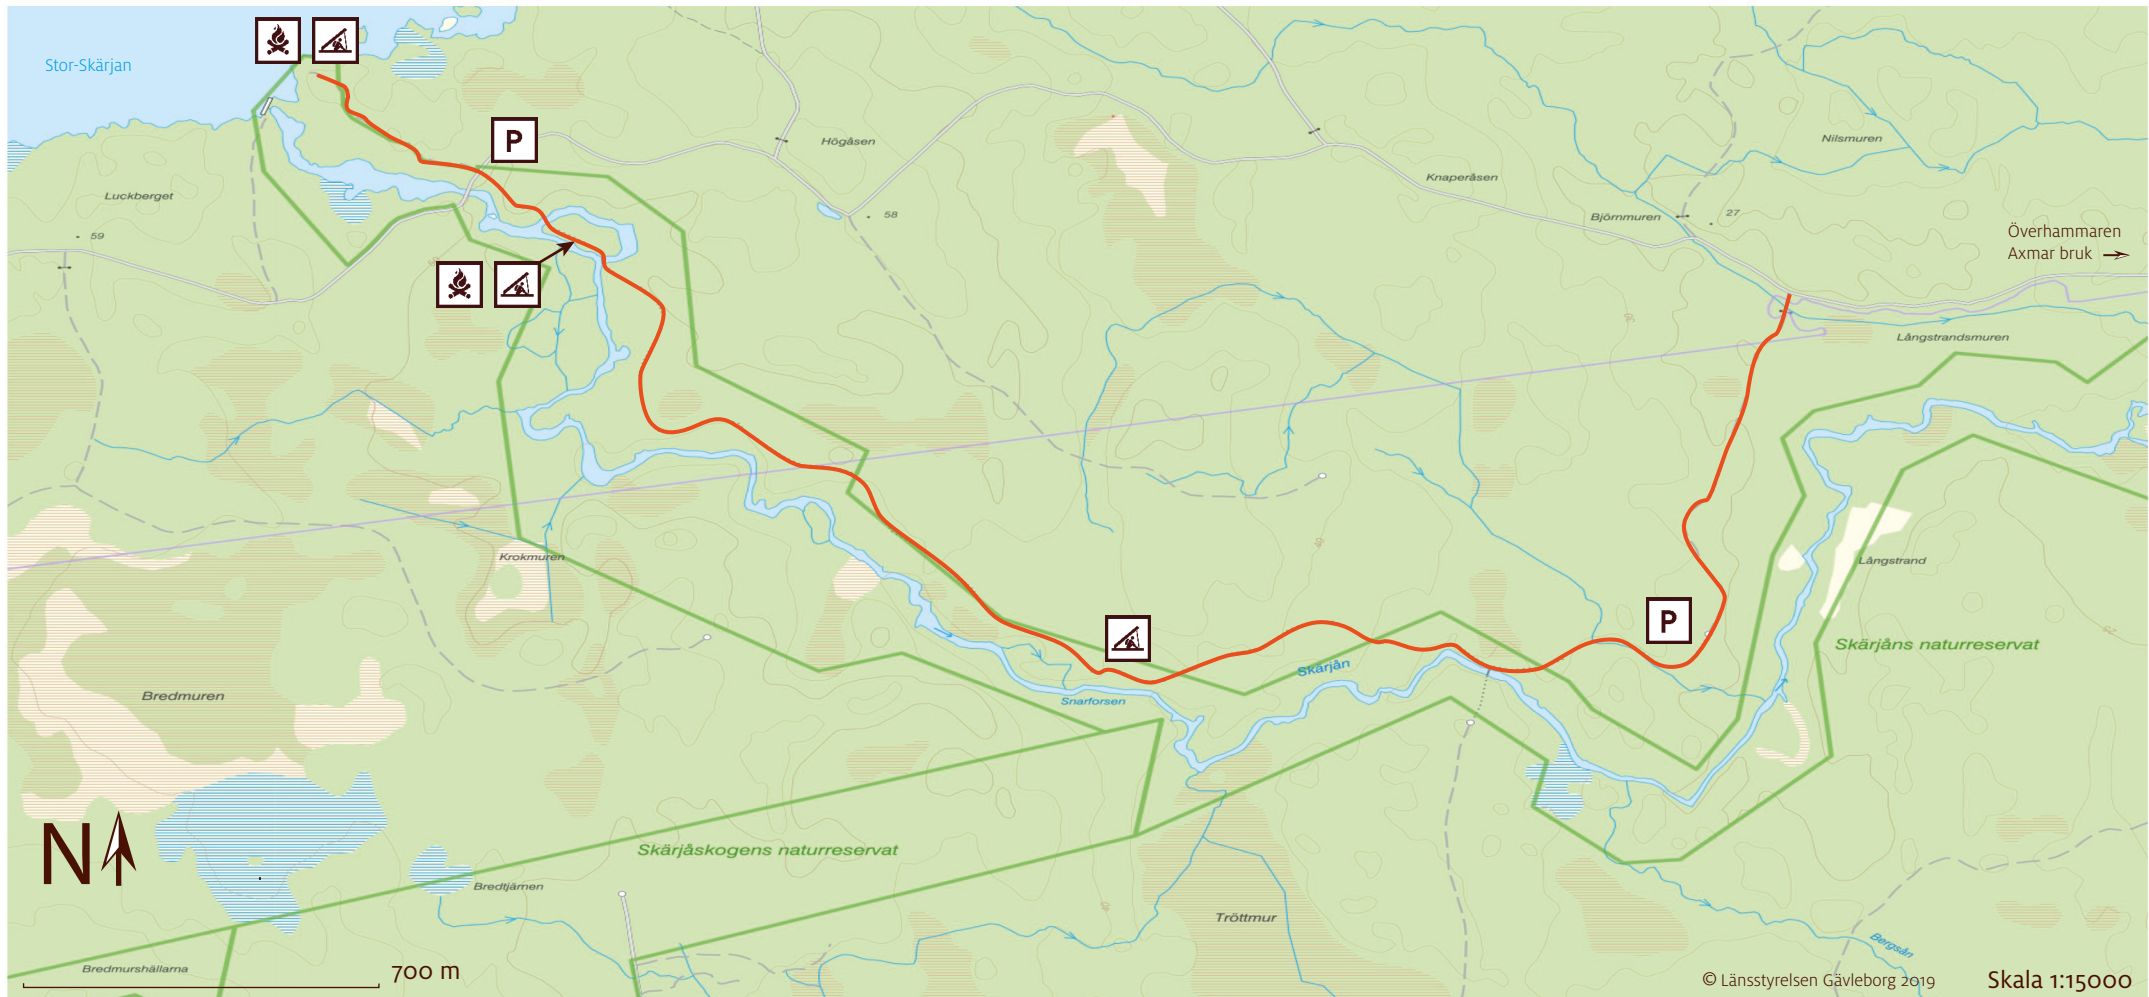 Stor-Skärjan
P
Högåsen
Nilsmuren
Knaperåsen
Luckberget
58
Björnmuren
27
59
Överhammaren
Axmar bruk
Långstrandsmuren
Krokmuren
40
Långstrand
P
Skärjåns naturreservat
Skärjån
Bredmuren
Snarforsen
Skärjåskogens naturreservat
N
Bredtjärnen
Tröttmur
Bergsån
Bredmurshällarna
700 m
© Länsstyrelsen Gävleborg 2019
Skala 1:15000